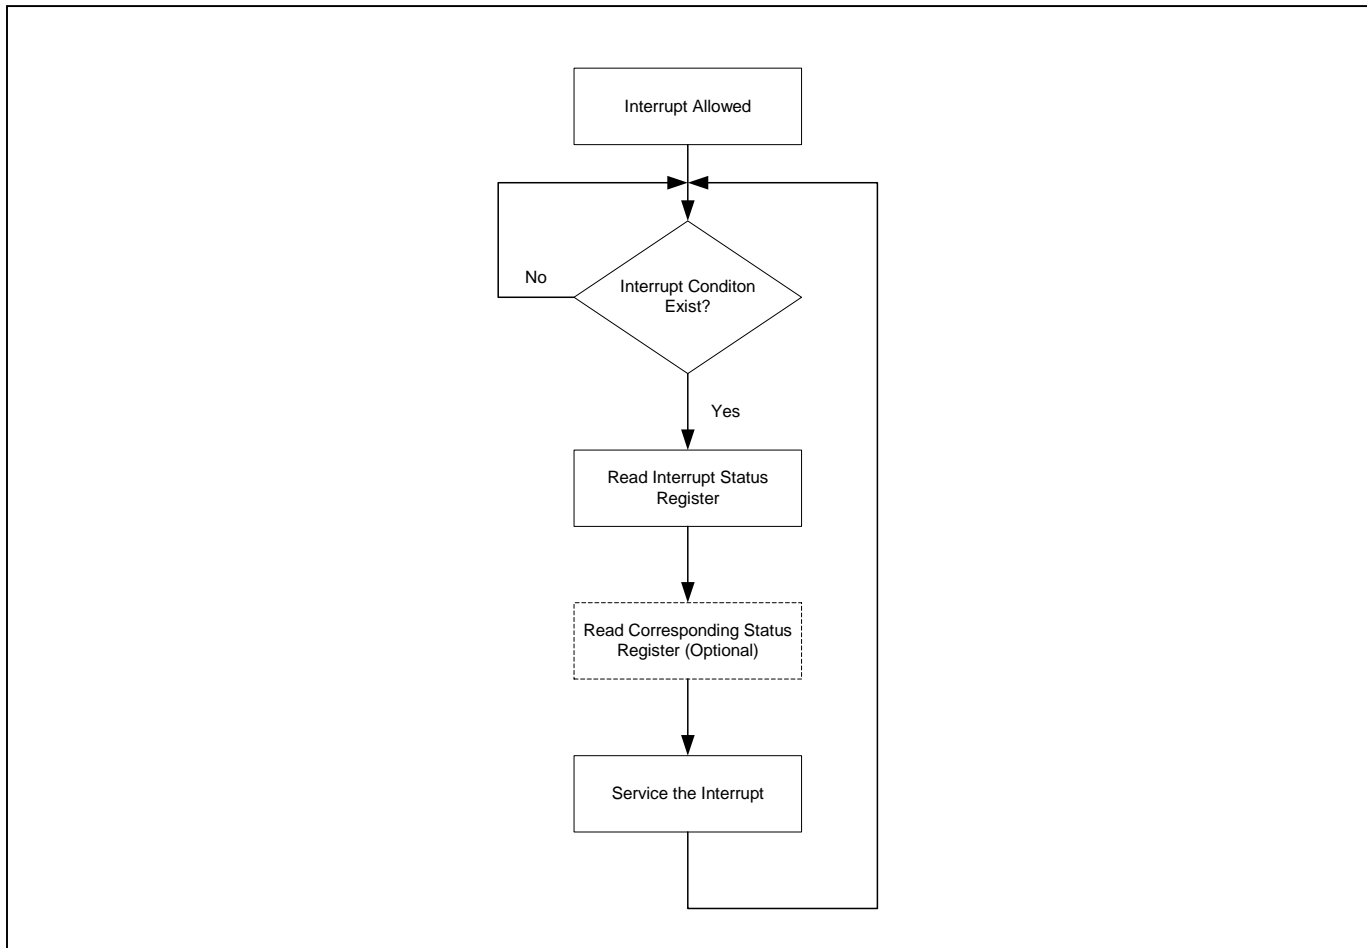 Interrupt Allowed
No
Interrupt Conditon
Exist?
Yes
Read Interrupt Status
Register
Read Corresponding Status
Register (Optional)
Service the Interrupt